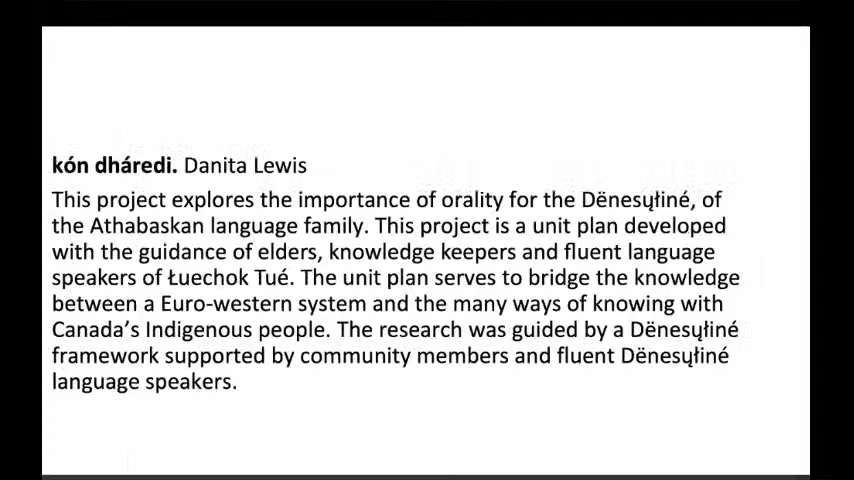 kón dháredi. Danita Lewis
This project explores the importance of orality for the Dënesųłiné, of
the Athabaskan language family. This project is a unit plan developed
with the guidance of elders, knowledge keepers and fluent language
speakers of Łuechok Tué. The unit plan serves to bridge the knowledge
between a Euro-western system and the many ways of knowing with
Canada’s Indigenous people. The research was guided by a Dënesųłiné
framework supported by community members and fluent Dënesųłiné
language speakers.